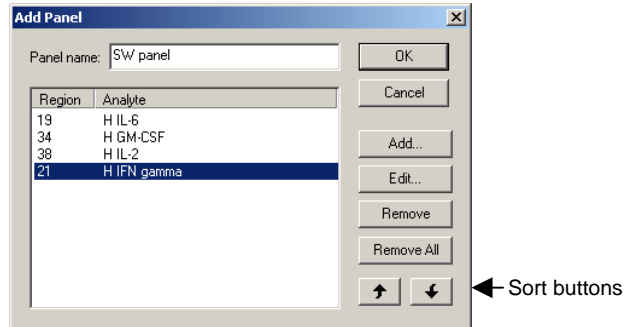 Add Panel
Panel name: SW panel
OK
Cancel
Region Analyte
19 H IL-6
34 H GM-CSF
38 H IL-2
21 H IFN gamma
Add...
Edit...
Remove
Remove All
Sort buttons